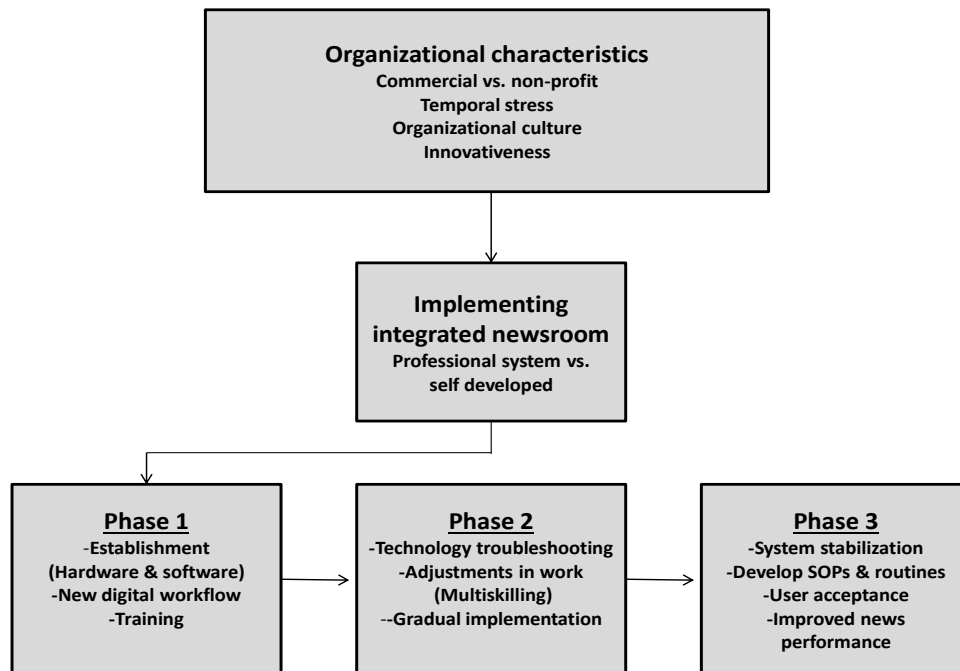 Organizational characteristics
Commercial vs. non-profit
Temporal stress
Organizational culture
Innovativeness
Implementing
integrated newsroom
Professional system vs.
self developed
Phase 1
-Establishment
(Hardware & software)
-New digital workflow
-Training
Phase 2
-Technology troubleshooting
-Adjustments in work
(Multiskilling)
--Gradual implementation
Phase 3
-System stabilization
-Develop SOPs & routines
-User acceptance
-Improved news
performance